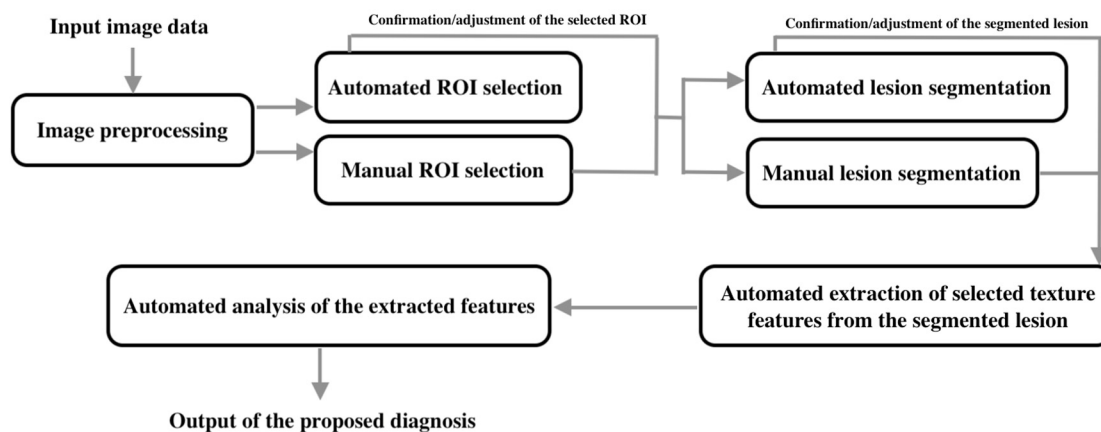 Input image data
Confirmation/adjustment of the selected ROI
Confirmation/adjustment of the segmented lesion
Image preprocessing
Automated ROI selection
Manual ROI selection
Automated lesion segmentation
Manual lesion segmentation
Automated analysis of the extracted features
Automated extraction of selected texture
features from the segmented lesion
Output of the proposed diagnosis